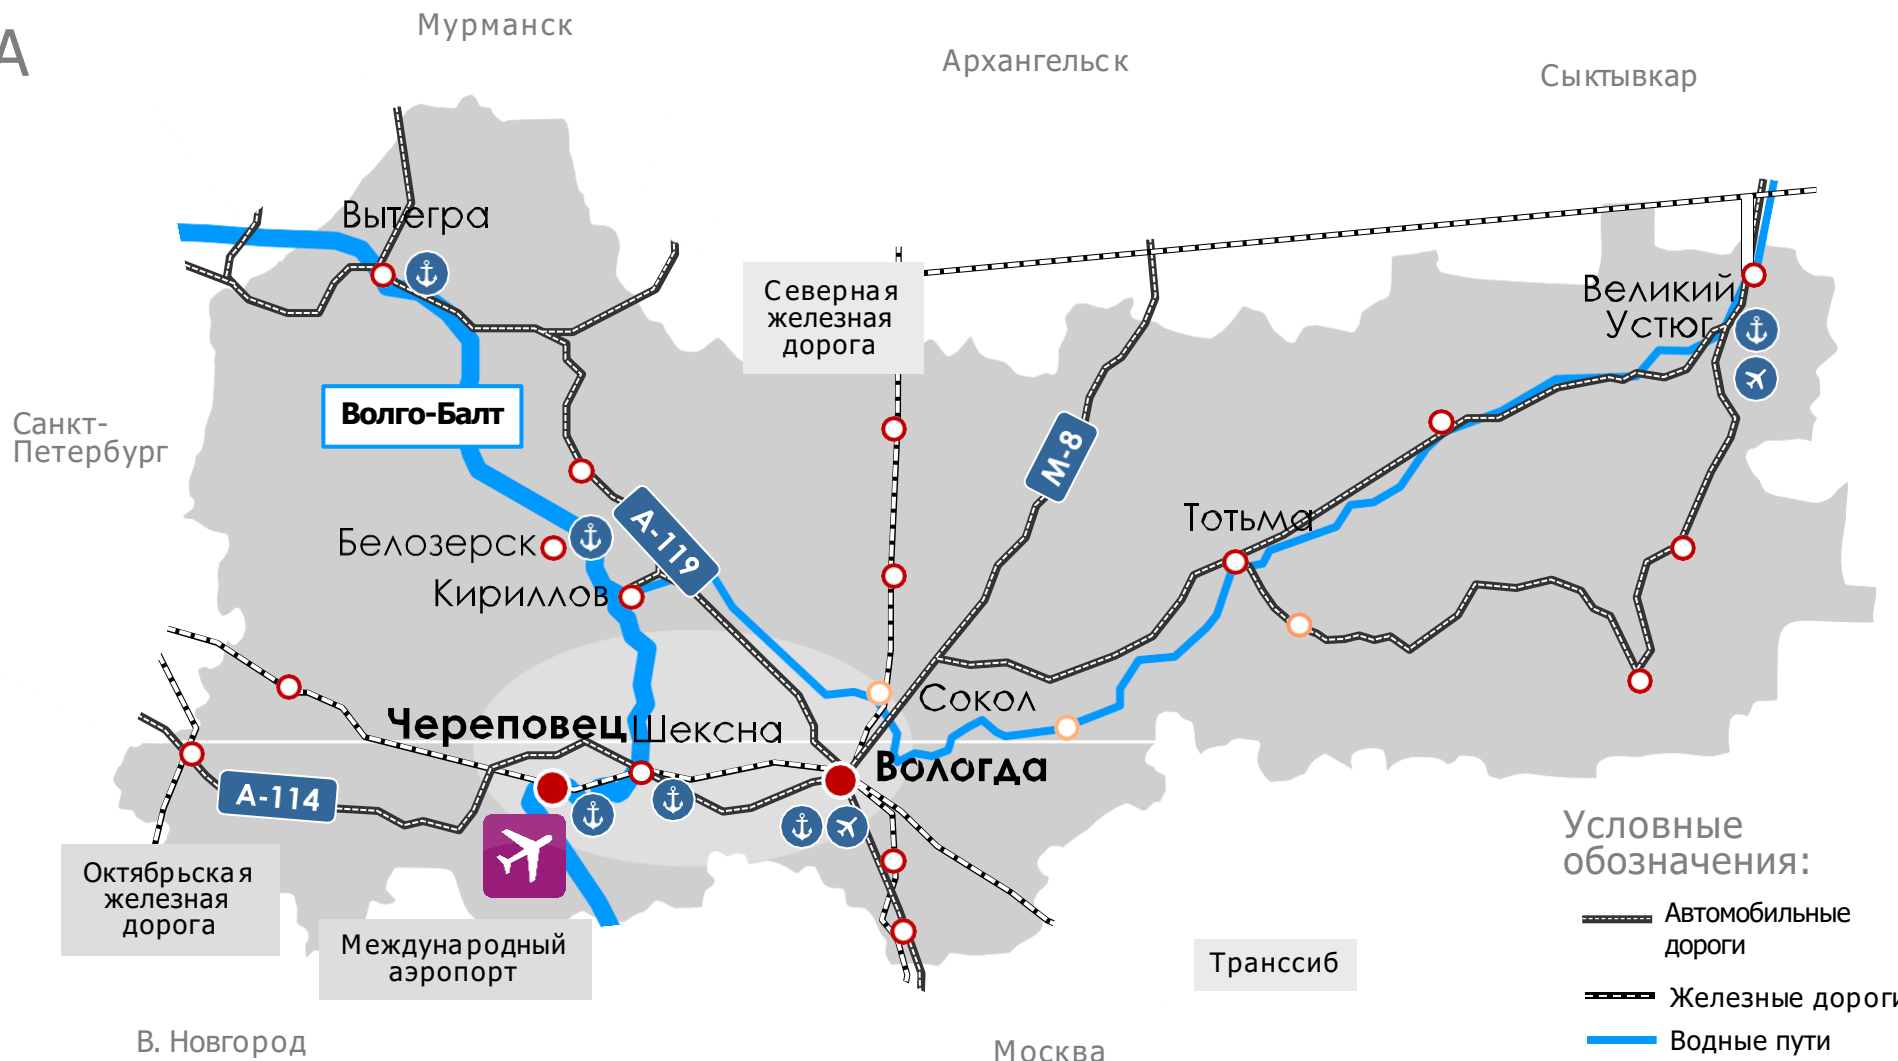 А
Мурманск
Архангельск
Сыктывкар
Вытегра
Северная
железная
дорога
Великий
Устюг
Волго-Балт
Санкт-
Петербург
М-8
А-119
Тотьма
Белозерск
Кириллов
Сокол
Череповец
Шексна
Вологда
А-114
Условные
обозначения:
Октябрьская
железная
дорога
Автомобильные
дороги
Международный
аэропорт
Транссиб
Железные дороги
Водные пути
В. Новгород
Москва